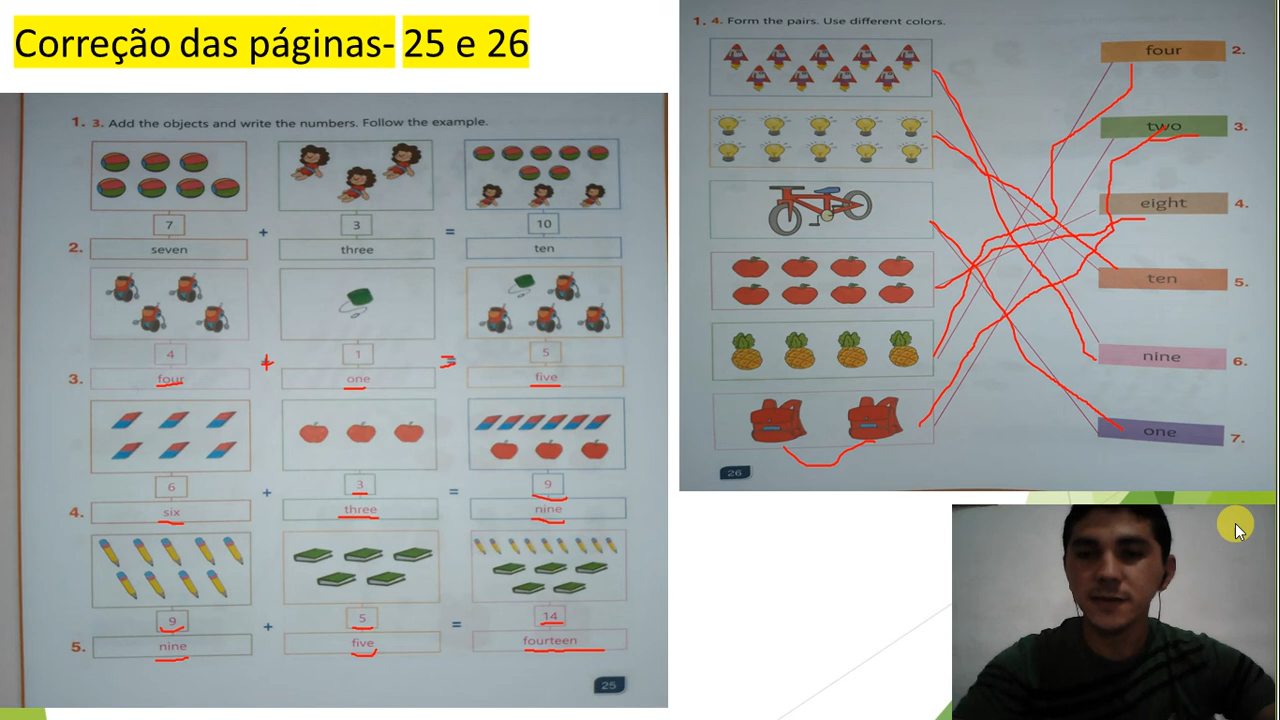 Correção das páginas- 25 e 26
1. 3. Add the objects and write the numbers. Follow the example.
7 + 3 = 10
2. seven three ten
4 + 1 = 5
3. four one five
6 + 3 = 9
4. six three nine
9 + 5 = 14
5. nine five fourteen
25
1. 4. Form the pairs. Use different colors.
four 2.
two 3.
eight 4.
ten 5.
nine 6.
one 7.
26